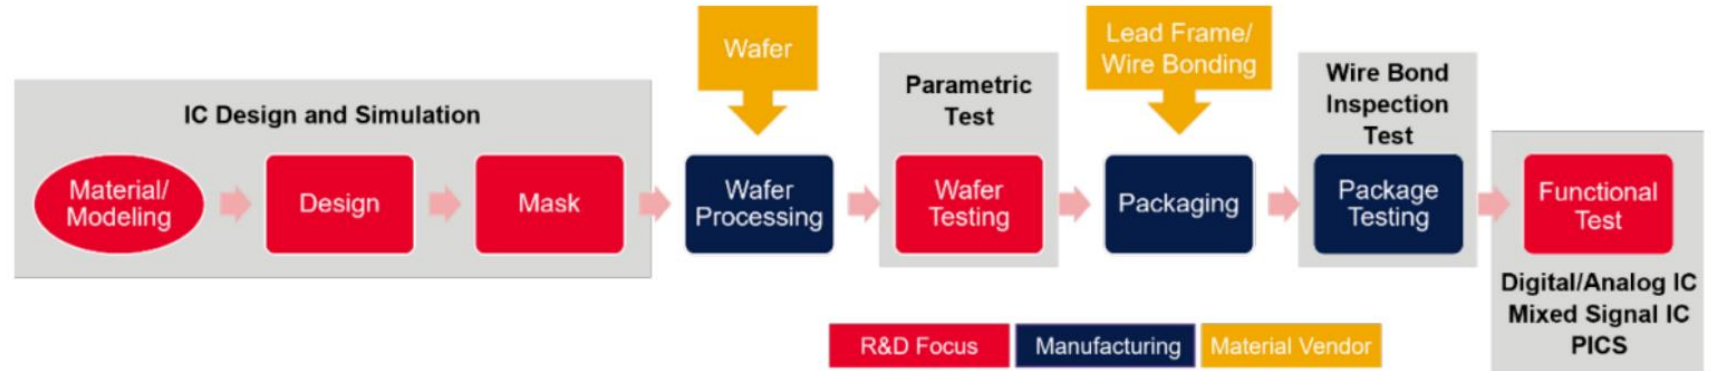 Wafer
Lead Frame/
Wire Bonding
IC Design and Simulation
Parametric
Test
Wire Bond
Inspection
Test
Material/
Modeling
Design
Mask
Wafer
Processing
Wafer
Testing
Packaging
Package
Testing
Functional
Test
Digital/Analog IC
Mixed Signal IC
PICS
R&D Focus
Manufacturing
Material Vendor